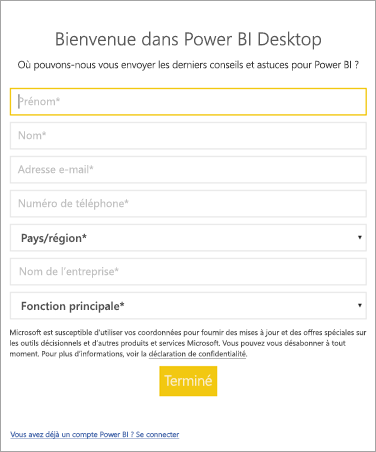 Bienvenue dans Power BI Desktop
Où pouvons-nous vous envoyer les derniers conseils et astuces pour Power BI ?
Prénom*
Nom*
Adresse e-mail*
Numéro de téléphone*
Pays/région*
Nom de l'entreprise*
Fonction principale*
Microsoft est susceptible d'utiliser vos coordonnées pour fournir des mises à jour et des offres spéciales sur
les outils décisionnels et d'autres produits et services Microsoft. Vous pouvez vous désabonner à tout
moment. Pour plus d'informations, voir la déclaration de confidentialité.
Terminé
Vous avez déjà un compte Power BI ? Se connecter